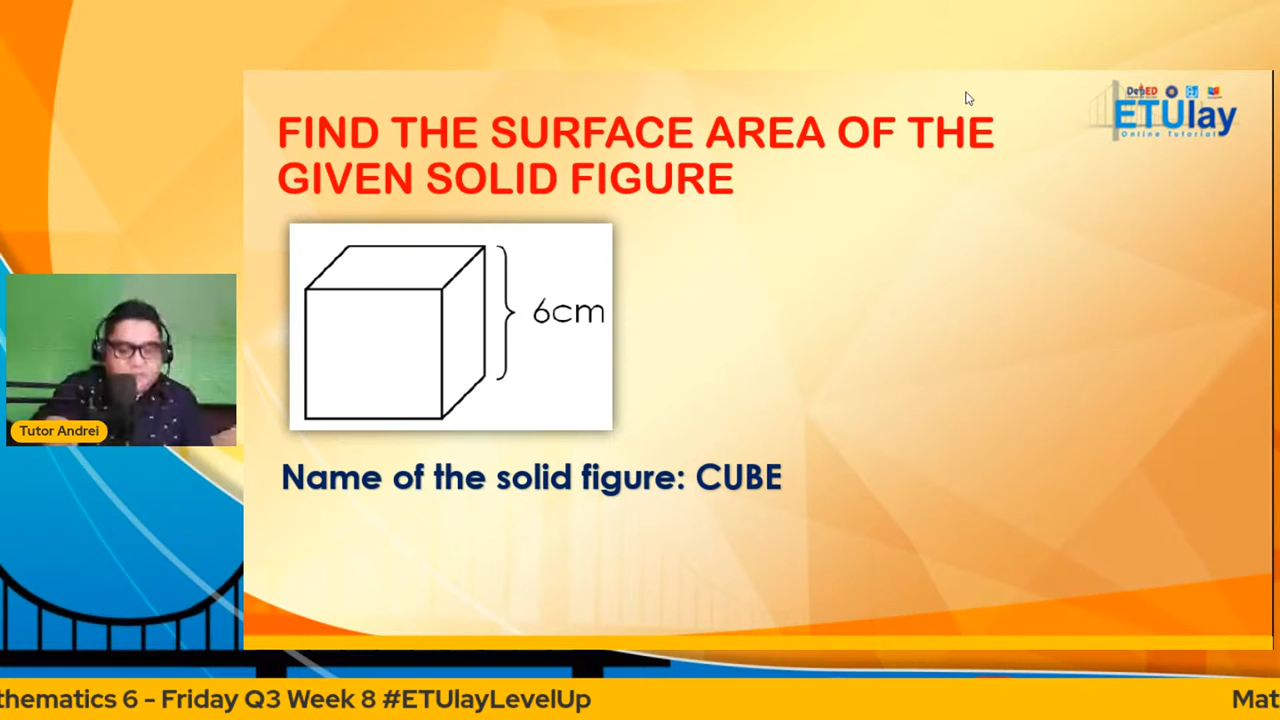 DepED
ETUlay
Online Tutorial
FIND THE SURFACE AREA OF THE
GIVEN SOLID FIGURE
6cm
Tutor Andrei
Name of the solid figure: CUBE
thematics 6 - Friday Q3 Week 8 #ETUlayLevelUp
Mat